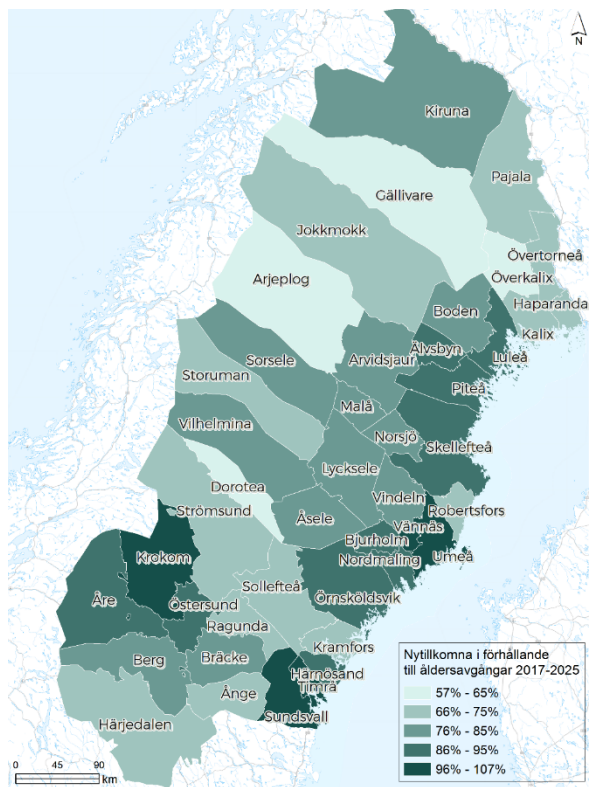 N
Kiruna
Pajala
Gällivare
Jokkmokk
Övertorneå
Arjeplog
Överkalix
Haparanda
Boden
Kalix
Älvsbyn
Sorsele
Arvidsjaur
Luleå
Storuman
Piteå
Malå
Vilhelmina
Norsjö
Skellefteå
Lycksele
Dorotea
Vindeln
Strömsund
Robertsfors
Åsele
Vännäs
Bjurholm
Krokom
Umeå
Nordmaling
Sollefteå
Åre
Östersund
Örnsköldsvik
Ragunda
Kramfors
Berg
Bräcke
Härnösand
Timrå
Ånge
Sundsvall
Härjedalen
Nytillkomna i förhållande
till åldersavgångar 2017-2025
57% - 65%
66% - 75%
76% - 85%
86% - 95%
96% - 107%
0 45 90
km